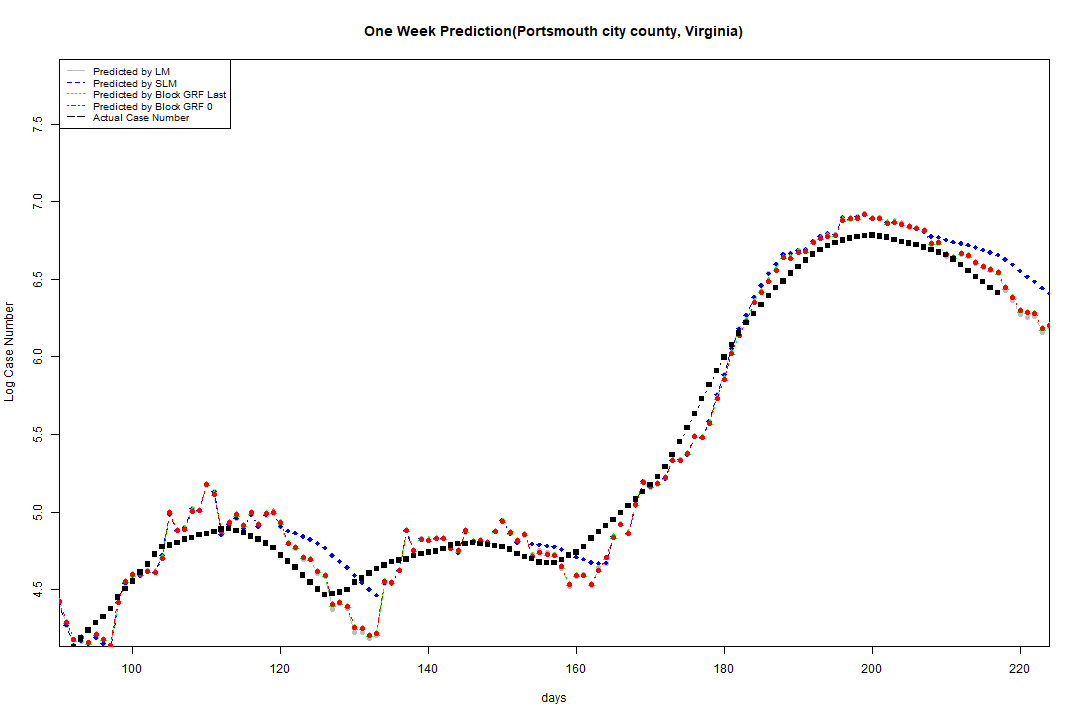 One Week Prediction(Portsmouth city county, Virginia)
Predicted by LM
Predicted by SLM
Predicted by Block GRF Last
Predicted by Block GRF 0
Actual Case Number
7.5
7.0
6.5
6.0
5.5
5.0
4.5
Log Case Number
100 120 140 160 180 200 220
days